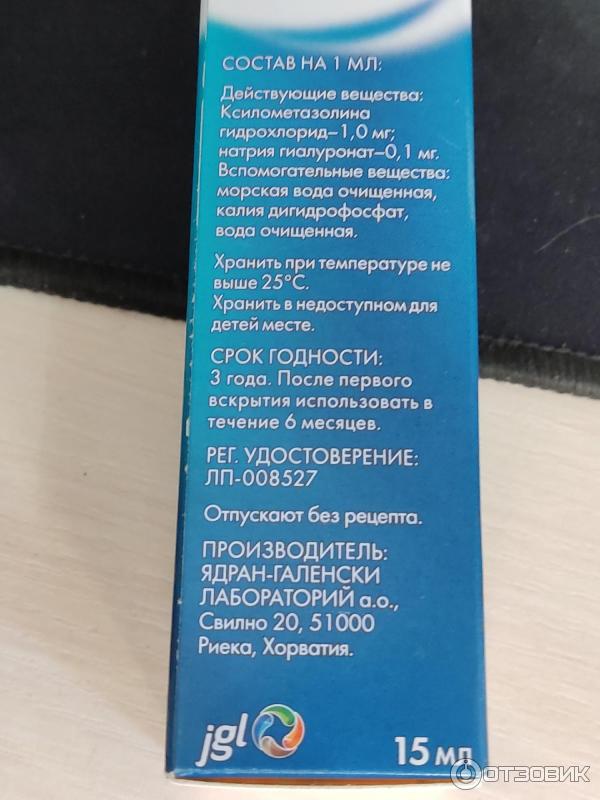 СОСТАВ НА 1 МЛ:
Действующие вещества:
Ксилометазолина
гидрохлорид–1,0 мг;
натрия гиалуронат–0,1 мг.
Вспомогательные вещества:
морская вода очищенная,
калия дигидрофосфат,
вода очищенная.
Хранить при температуре не
выше 25°С.
Хранить в недоступном для
детей месте.
СРОК ГОДНОСТИ:
3 года. После первого
вскрытия использовать в
течение 6 месяцев.
РЕГ. УДОСТОВЕРЕНИЕ:
ЛП-008527
Отпускают без рецепта.
ПРОИЗВОДИТЕЛЬ:
ЯДРАН-ГАЛЕНСКИ
ЛАБОРАТОРИЙ а.о.,
Свилно 20, 51000
Риека, Хорватия.
jgl
15 мл
ОТЗОВИК